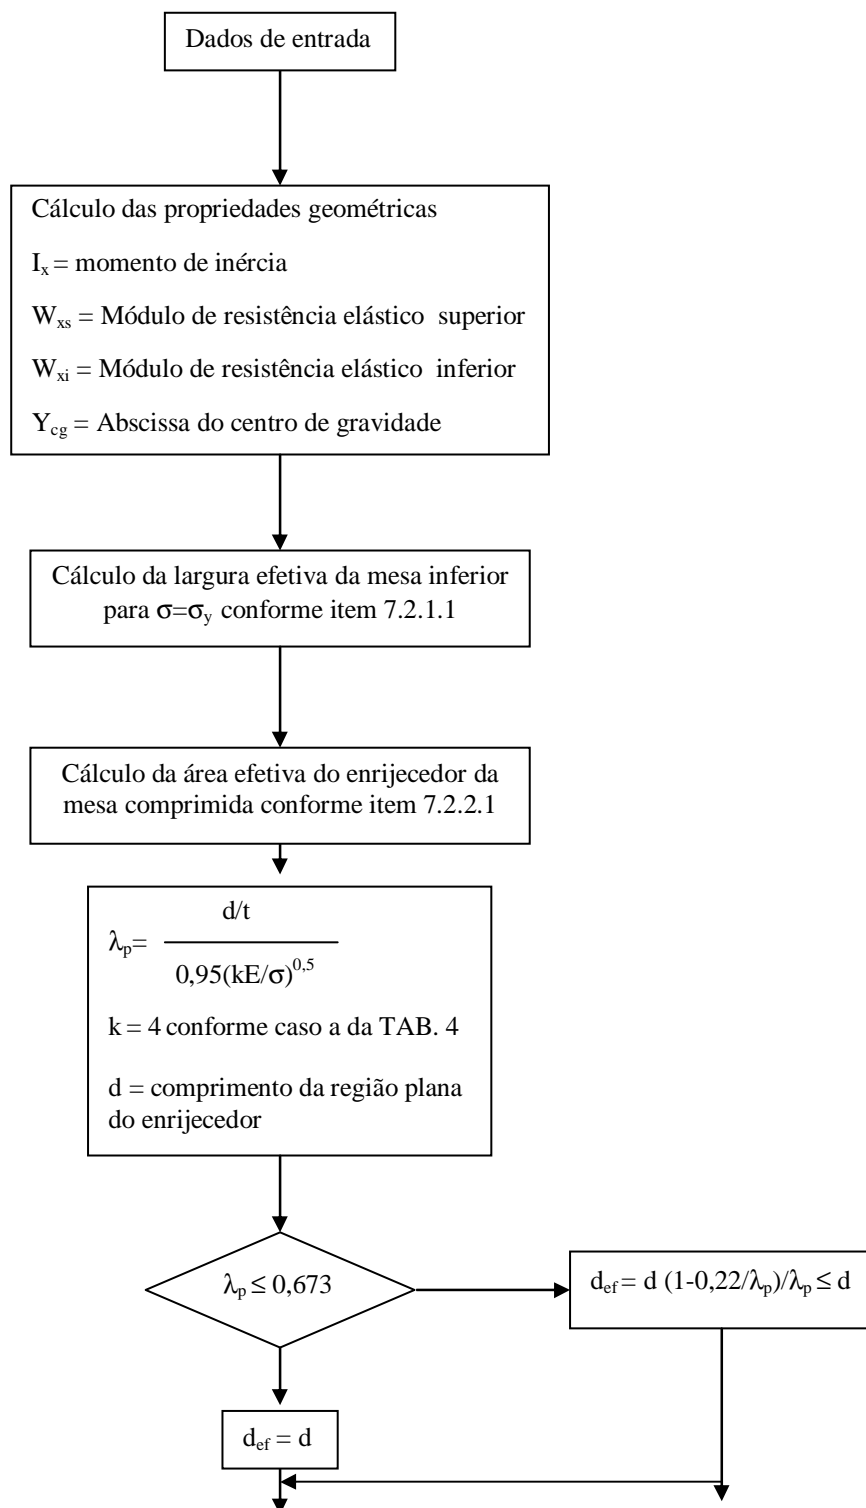 Dados de entrada
Cálculo das propriedades geométricas
Ix = momento de inércia
Wxs = Módulo de resistência elástico superior
Wxi = Módulo de resistência elástico inferior
Ycg = Abscissa do centro de gravidade
Cálculo da largura efetiva da mesa inferior
para σ=σy conforme item 7.2.1.1
Cálculo da área efetiva do enrijecedor da
mesa comprimida conforme item 7.2.2.1
d/t
λp=
0,95(kE/σ)0,5
k = 4 conforme caso a da TAB. 4
d = comprimento da região plana
do enrijecedor
λp ≤ 0,673
def = d (1-0,22/λp)/λp ≤ d
def = d